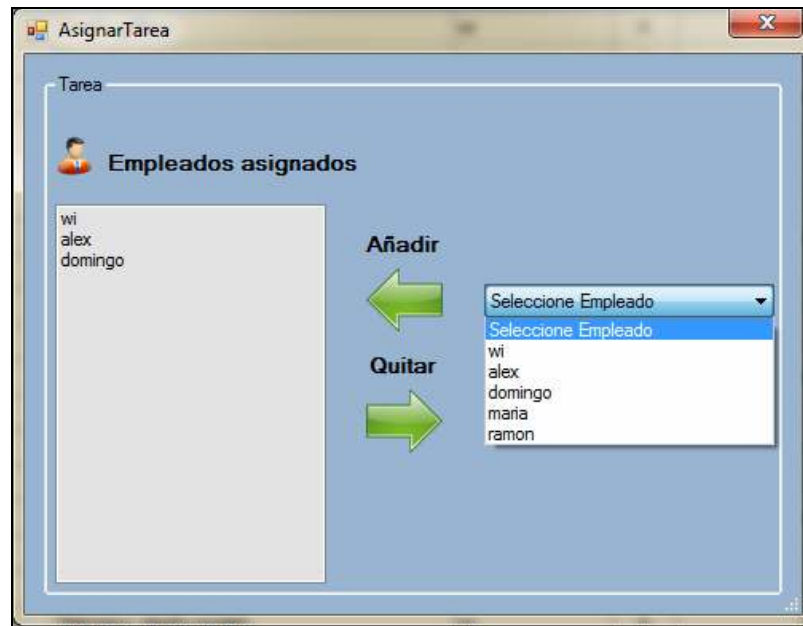 AsignarTarea
Tarea
Empleados asignados
wi
alex
domingo
Añadir
Quitar
Seleccione Empleado
Seleccione Empleado
wi
alex
domingo
maria
ramon